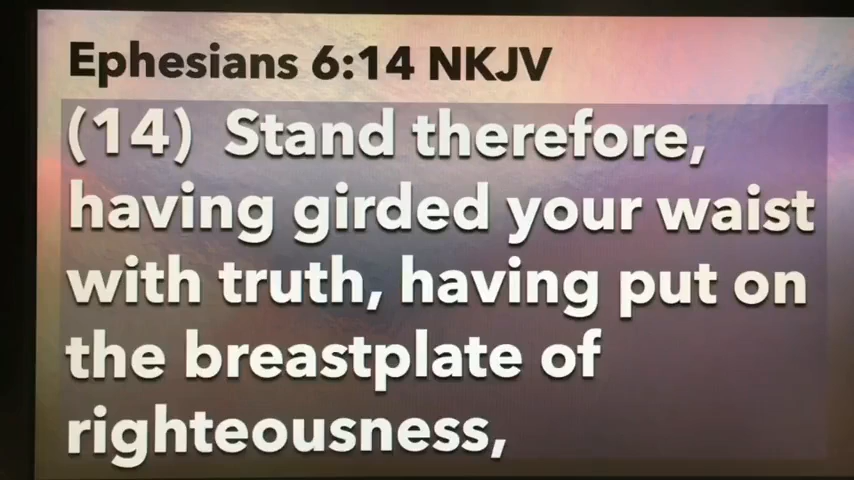 Ephesians 6:14 NKJV
(14) Stand therefore,
having girded your waist
with truth, having put on
the breastplate of
righteousness,